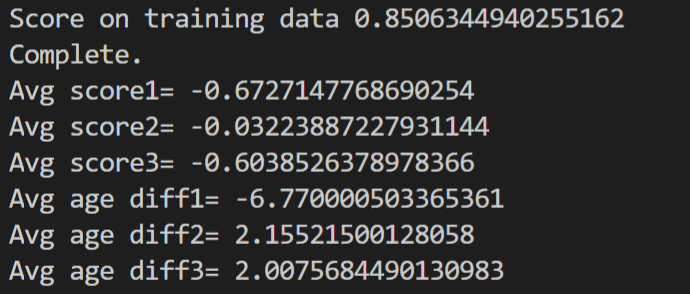 Score on training data 0.8506344940255162
Complete.
Avg score1= -0.6727147768690254
Avg score2= -0.03223887227931144
Avg score3= -0.6038526378978366
Avg age diff1= -6.770000503365361
Avg age diff2= 2.15521500128058
Avg age diff3= 2.0075684490130983